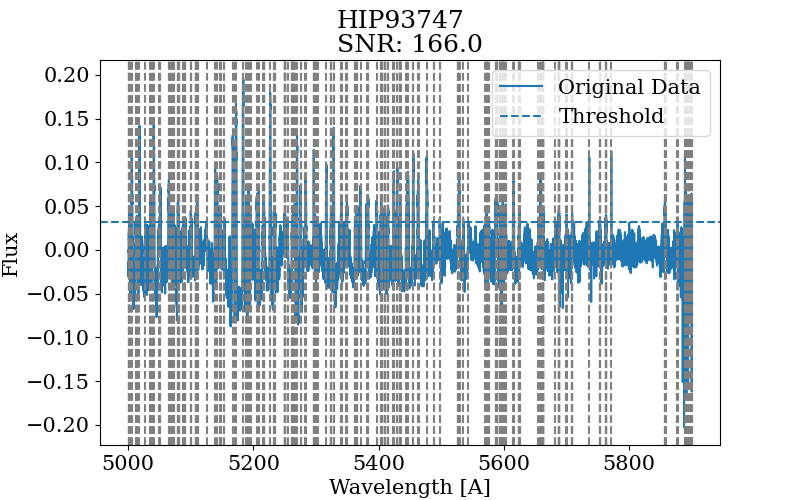 HIP93747
SNR: 166.0
Original Data
Threshold
0.20
0.15
0.10
0.05
0.00
−0.05
−0.10
−0.15
−0.20
Flux
5000
5200
5400
5600
5800
Wavelength [A]